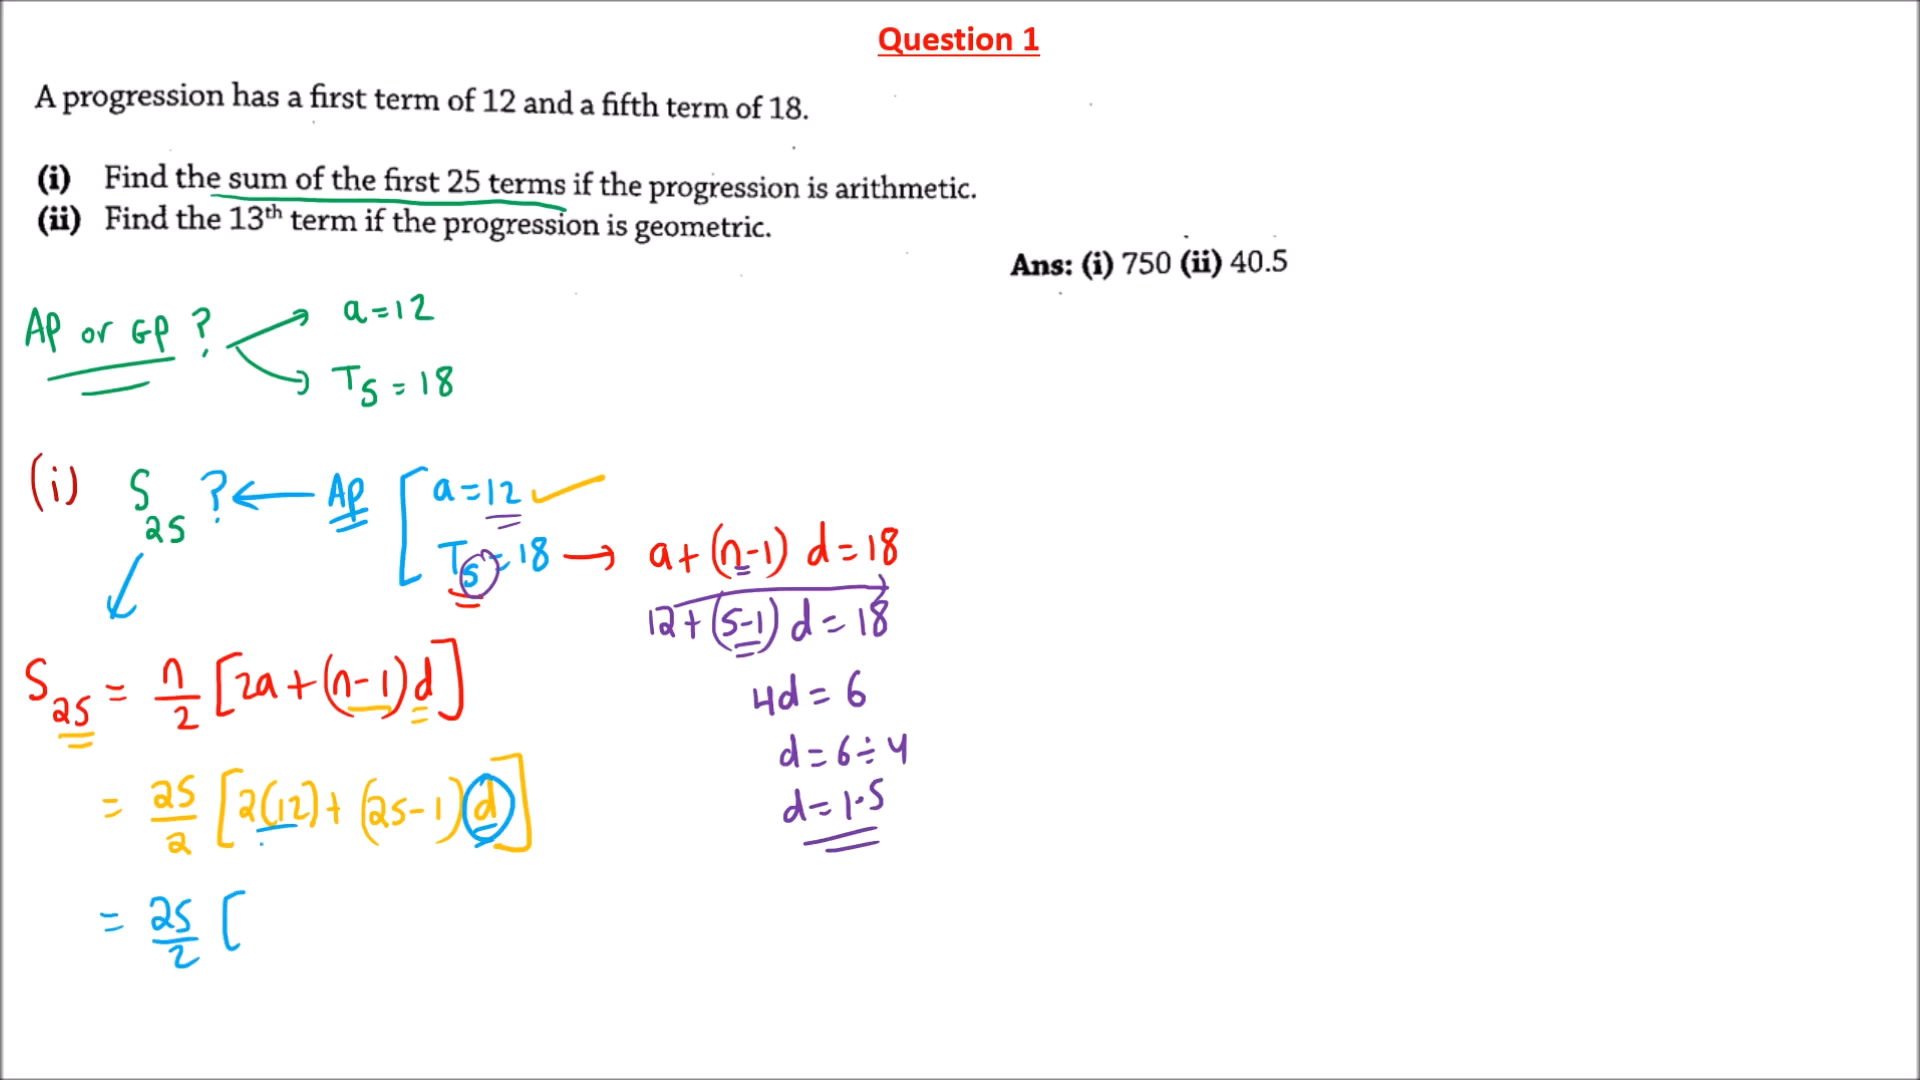 Question 1
A progression has a first term of 12 and a fifth term of 18.
(i) Find the sum of the first 25 terms if the progression is arithmetic.
(ii) Find the 13th term if the progression is geometric.
Ans: (i) 750 (ii) 40.5
AP or GP ?
a = 12
T5 = 18
(i) S25 ? ← AP [ a = 12
T5 = 18 → a + (n-1) d = 18
12 + (5-1) d = 18
4d = 6
d = 6 ÷ 4
d = 1.5
S25 = n/2 [2a + (n-1)d]
= 25/2 [2(12) + (25-1)d]
= 25/2 [